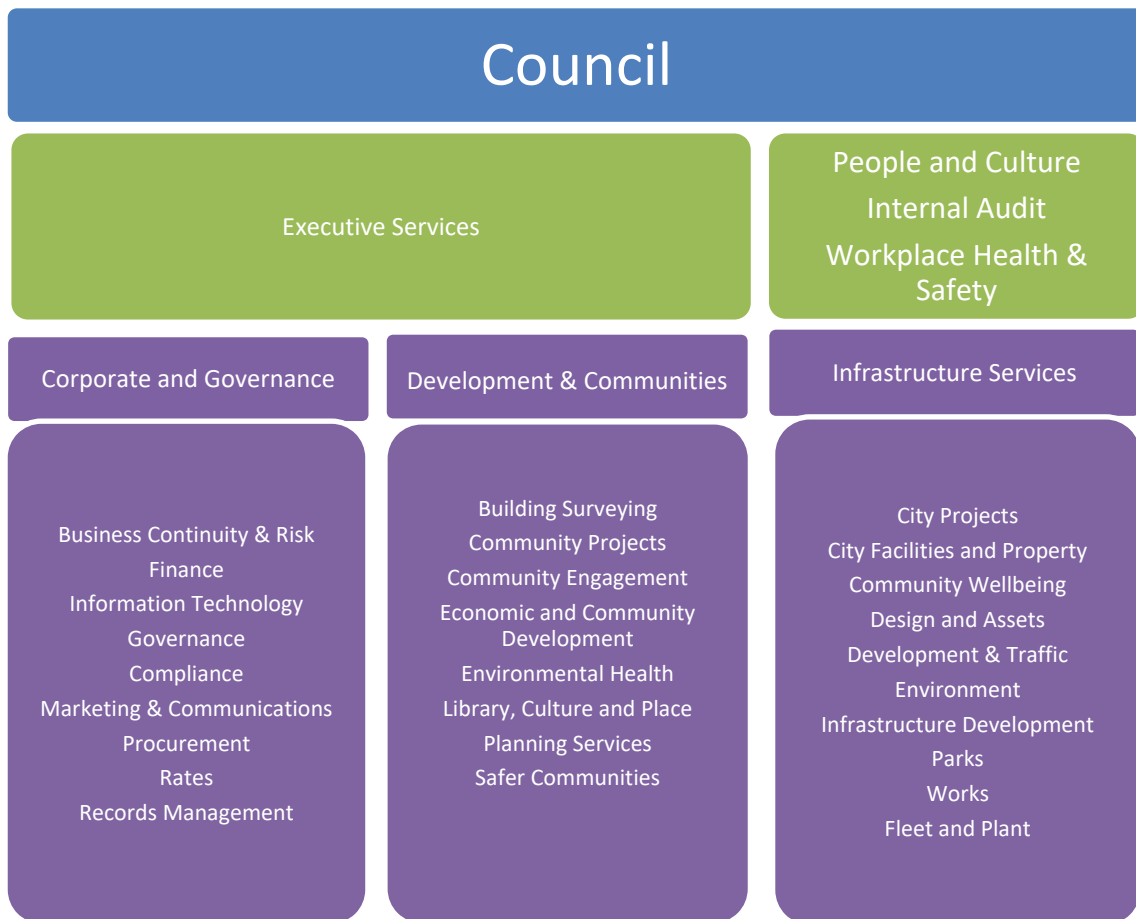 Council
Executive Services
People and Culture
Internal Audit
Workplace Health &
Safety
Corporate and Governance
Development & Communities
Infrastructure Services
Business Continuity & Risk
Finance
Information Technology
Governance
Compliance
Marketing & Communications
Procurement
Rates
Records Management
Building Surveying
Community Projects
Community Engagement
Economic and Community
Development
Environmental Health
Library, Culture and Place
Planning Services
Safer Communities
City Projects
City Facilities and Property
Community Wellbeing
Design and Assets
Development & Traffic
Environment
Infrastructure Development
Parks
Works
Fleet and Plant